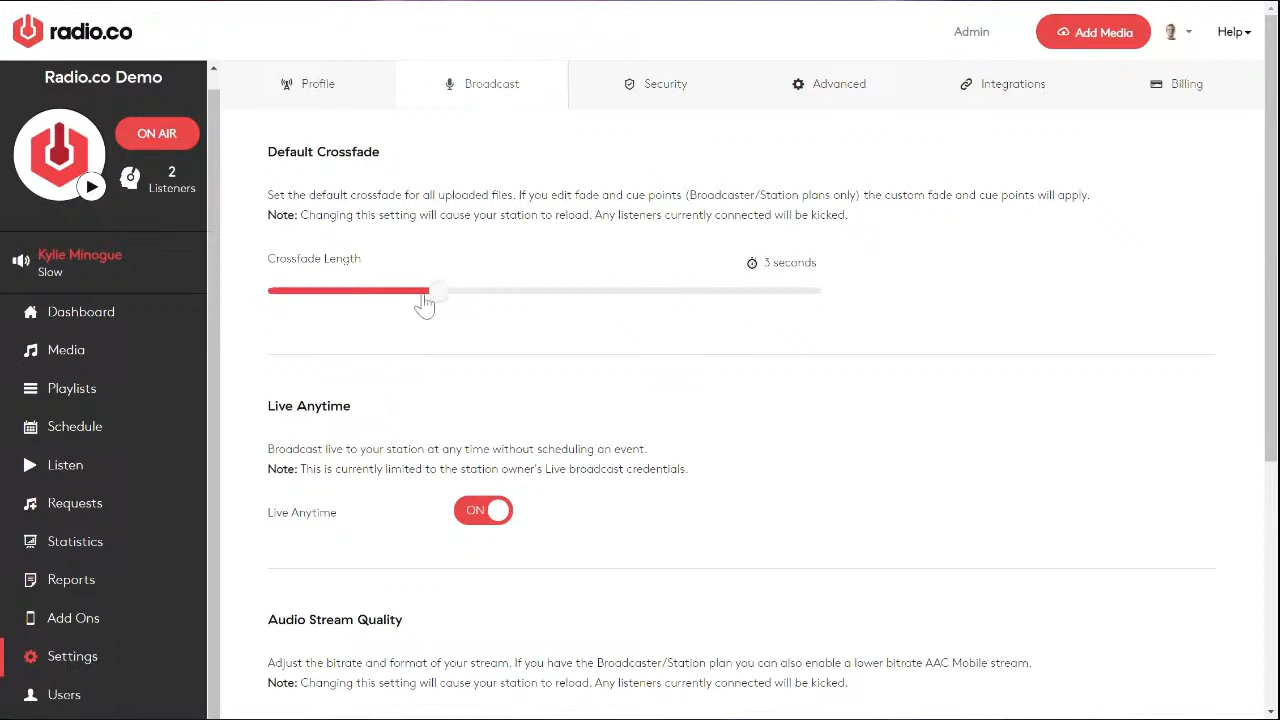 radio.co
Admin
Add Media
Help
Radio.co Demo
ON AIR
2
Listeners
Kylie Minogue
Slow
Dashboard
Media
Playlists
Schedule
Listen
Requests
Statistics
Reports
Add Ons
Settings
Users
Profile
Broadcast
Security
Advanced
Integrations
Billing
Default Crossfade
Set the default crossfade for all uploaded files. If you edit fade and cue points (Broadcaster/Station plans only) the custom fade and cue points will apply.
Note: Changing this setting will cause your station to reload. Any listeners currently connected will be kicked.
Crossfade Length
3 seconds
Live Anytime
Broadcast live to your station at any time without scheduling an event.
Note: This is currently limited to the station owner's Live broadcast credentials.
Live Anytime
ON
Audio Stream Quality
Adjust the bitrate and format of your stream. If you have the Broadcaster/Station plan you can also enable a lower bitrate AAC Mobile stream.
Note: Changing this setting will cause your station to reload. Any listeners currently connected will be kicked.